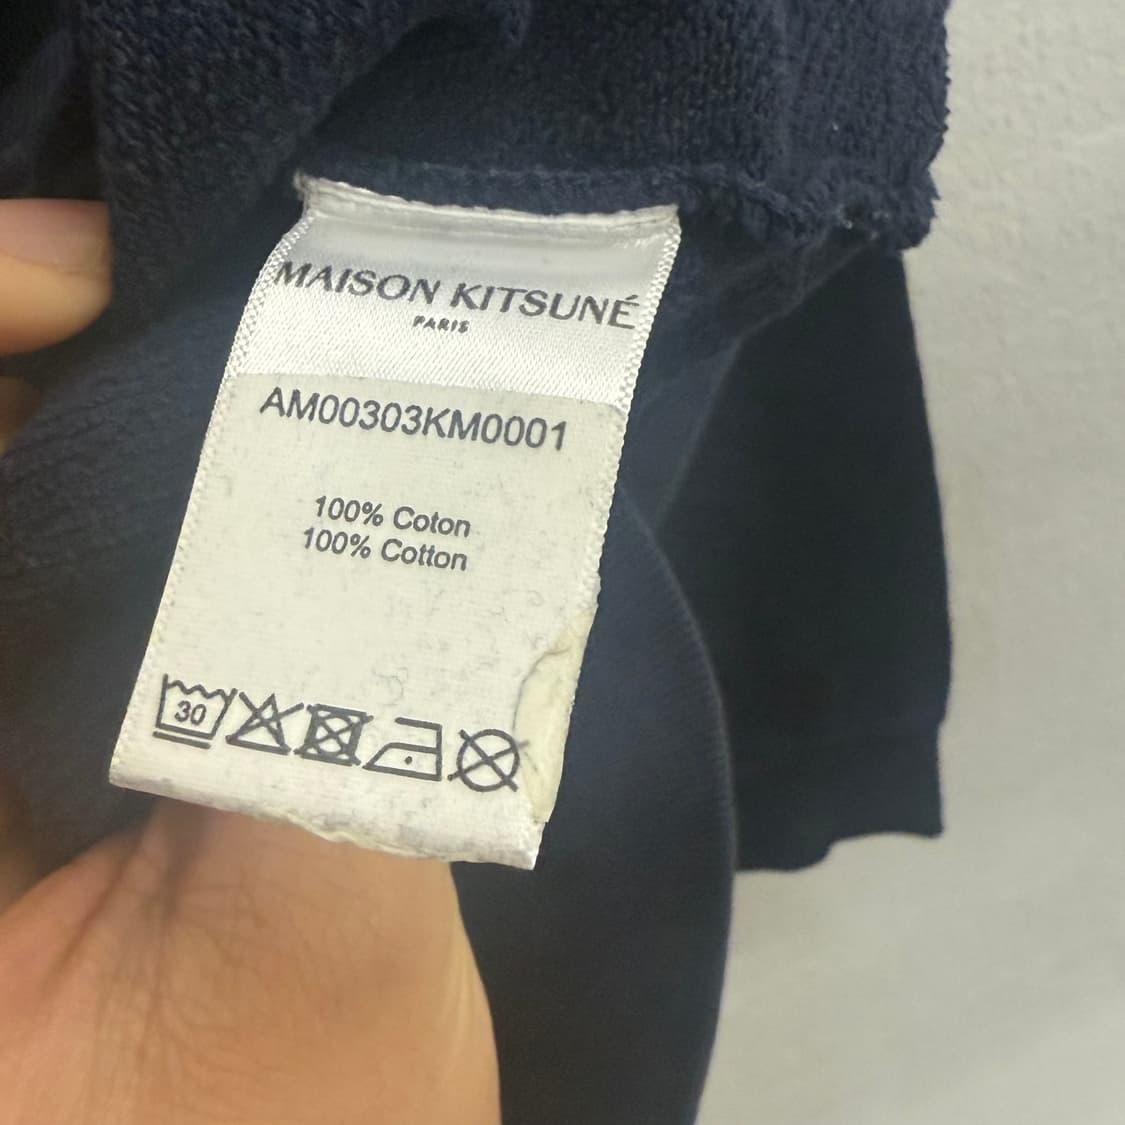 MAISON KITSUNÉ
PARIS
AM00303KM0001
100% Coton
100% Cotton
30